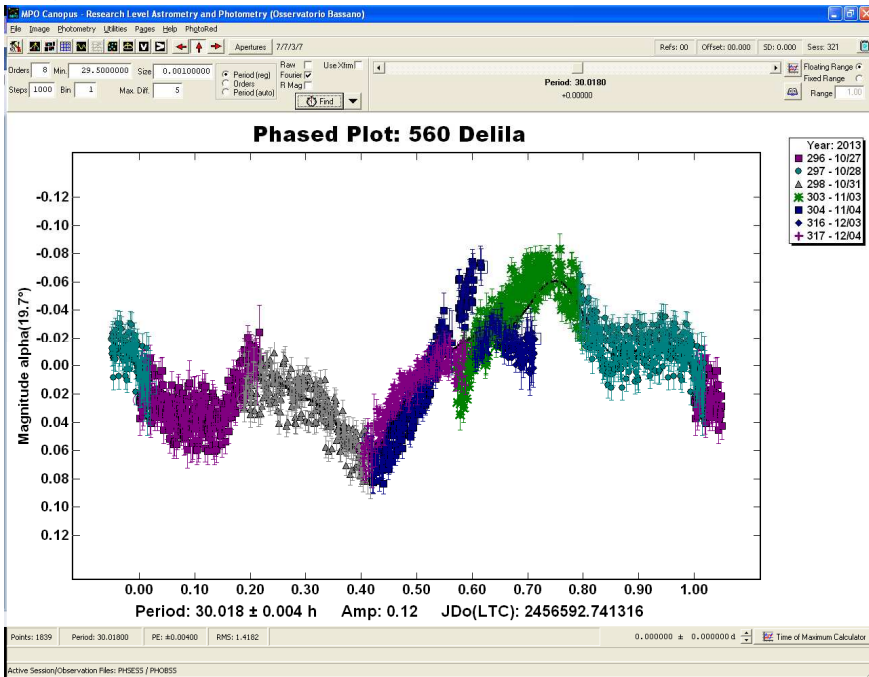 MPO Canopus - Research Level Astrometry and Photometry (Osservatorio Bassano)
File Image Photometry Utilities Pages Help PhotoRed
Apertures 7/7/3/7 Refs: 00 Offset: 00.000 SD: 0.000 Sess: 321
Orders 8 Min. 29.5000000 Size 0.00100000
Steps 1000 Bin 1 Max. Diff. 5
Period (reg)
Orders
Period (auto)
Raw Use Xfrm
Fourier
R Mag
Find
Period: 30.0180
+0.00000
Floating Range
Fixed Range
Range 1.00
Phased Plot: 560 Delila
Year: 2013
296 - 10/27
297 - 10/28
298 - 10/31
303 - 11/03
304 - 11/04
316 - 12/03
317 - 12/04
Magnitude alpha(19.7°)
-0.12
-0.10
-0.08
-0.06
-0.04
-0.02
0.00
0.02
0.04
0.06
0.08
0.10
0.12
0.00 0.10 0.20 0.30 0.40 0.50 0.60 0.70 0.80 0.90 1.00
Period: 30.018 ± 0.004 h Amp: 0.12 JDo(LTC): 2456592.741316
Points: 1839 Period: 30.01800 PE: ±0.00400 RMS: 1.4182 0.000000 ± 0.000000 d Time of Maximum Calculator
Active Session/Observation Files: PHSESS / PHOBSS